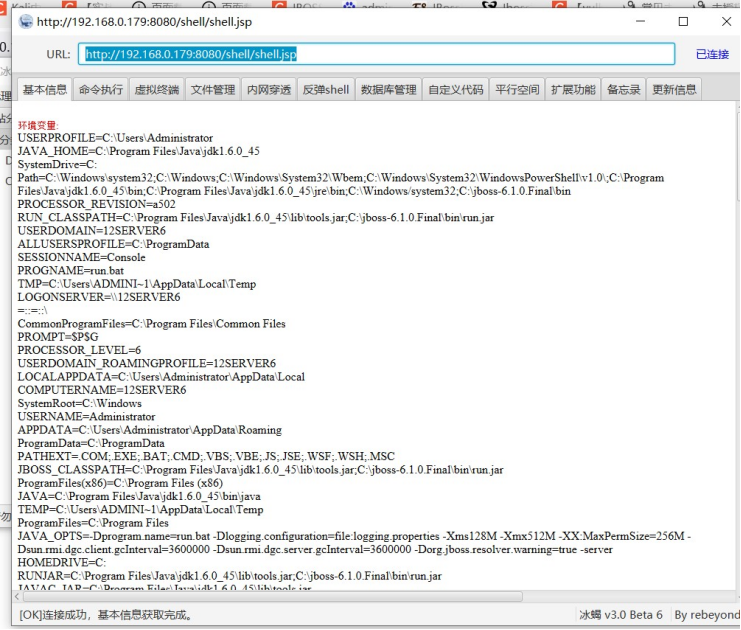 http://192.168.0.179:8080/shell/shell.jsp
URL: http://192.168.0.179:8080/shell/shell.jsp 已连接
基本信息 命令执行 虚拟终端 文件管理 内网穿透 反弹shell 数据库管理 自定义代码 平行空间 扩展功能 备忘录 更新信息
环境变量:
USERPROFILE=C:\Users\Administrator
JAVA_HOME=C:\Program Files\Java\jdk1.6.0_45
SystemDrive=C:
Path=C:\Windows\system32;C:\Windows;C:\Windows\System32\Wbem;C:\Windows\System32\WindowsPowerShell\v1.0\;C:\Program
Files\Java\jdk1.6.0_45\bin;C:\Program Files\Java\jdk1.6.0_45\jre\bin;C:\Windows/system32;C:\jboss-6.1.0.Final\bin
PROCESSOR_REVISION=a502
RUN_CLASSPATH=C:\Program Files\Java\jdk1.6.0_45\lib\tools.jar;C:\jboss-6.1.0.Final\bin\run.jar
USERDOMAIN=12SERVER6
ALLUSERSPROFILE=C:\ProgramData
SESSIONNAME=Console
PROGNAME=run.bat
TMP=C:\Users\ADMINI~1\AppData\Local\Temp
LOGONSERVER=\\12SERVER6
=::=::\
CommonProgramFiles=C:\Program Files\Common Files
PROMPT=$P$G
PROCESSOR_LEVEL=6
USERDOMAIN_ROAMINGPROFILE=12SERVER6
LOCALAPPDATA=C:\Users\Administrator\AppData\Local
COMPUTERNAME=12SERVER6
SystemRoot=C:\Windows
USERNAME=Administrator
APPDATA=C:\Users\Administrator\AppData\Roaming
ProgramData=C:\ProgramData
PATHEXT=.COM;.EXE;.BAT;.CMD;.VBS;.VBE;.JS;.JSE;.WSF;.WSH;.MSC
JBOSS_CLASSPATH=C:\Program Files\Java\jdk1.6.0_45\lib\tools.jar;C:\jboss-6.1.0.Final\bin\run.jar
ProgramFiles(x86)=C:\Program Files (x86)
JAVA=C:\Program Files\Java\jdk1.6.0_45\bin\java
TEMP=C:\Users\ADMINI~1\AppData\Local\Temp
ProgramFiles=C:\Program Files
JAVA_OPTS=-Dprogram.name=run.bat -Dlogging.configuration=file:logging.properties -Xms128M -Xmx512M -XX:MaxPermSize=256M -
Dsun.rmi.dgc.client.gcInterval=3600000 -Dsun.rmi.dgc.server.gcInterval=3600000 -Dorg.jboss.resolver.warning=true -server
HOMEDRIVE=C:
RUNJAR=C:\Program Files\Java\jdk1.6.0_45\lib\tools.jar;C:\jboss-6.1.0.Final\bin\run.jar
JAVAC_JAR=C:\Program Files\Java\jdk1.6.0_45\lib\tools.jar
[OK]连接成功，基本信息获取完成。 冰蝎 v3.0 Beta 6 By rebeyond